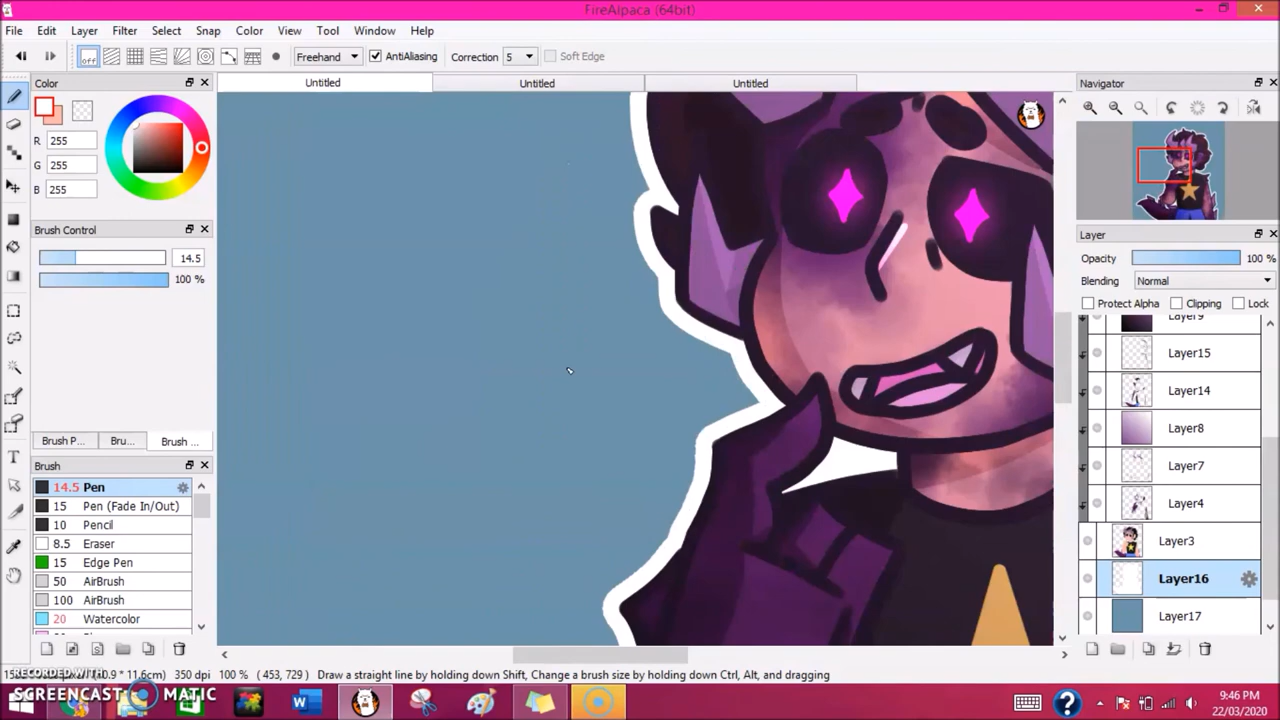 FireAlpaca (64bit)
File Edit Layer Filter Select Snap Color View Tool Window Help
off Freehand AntiAliasing Correction 5 Soft Edge
Color
Untitled Untitled Untitled
Navigator
R 255
G 255
B 255
Brush Control
14.5
100 %
Layer
Opacity 100 %
Blending Normal
Protect Alpha Clipping Lock
Layer9
Layer15
Layer14
Layer8
Layer7
Layer4
Layer3
Layer16
Layer17
Brush P... Bru... Brush ...
Brush
14.5 Pen
15 Pen (Fade In/Out)
10 Pencil
8.5 Eraser
15 Edge Pen
50 AirBrush
100 AirBrush
20 Watercolor
350 dpi 100 % (453, 729) Draw a straight line by holding down Shift, Change a brush size by holding down Ctrl, Alt, and dragging
RECORDED WITH
SCREENCAST MATIC
9:46 PM
22/03/2020